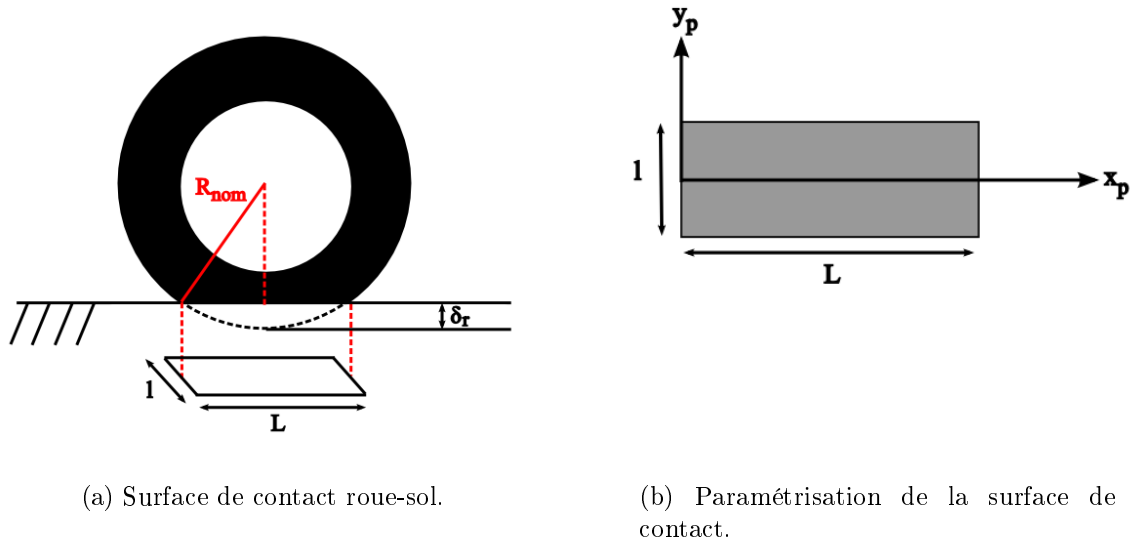 R_nom
δ_r
l
L
(a) Surface de contact roue-sol.
y_p
l
x_p
L
(b) Paramétrisation de la surface de
contact.